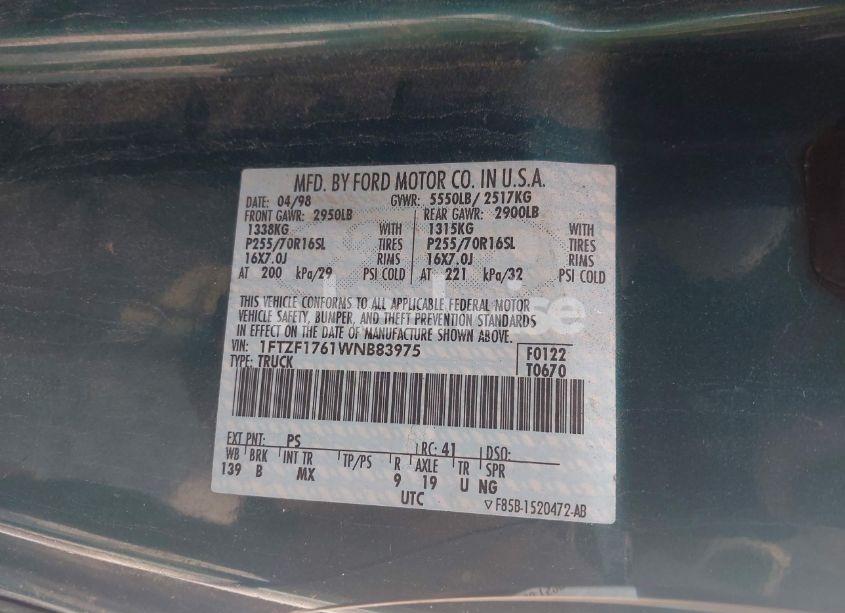 MFD. BY FORD MOTOR CO. IN U.S.A.
DATE: 04/98 GVWR: 5550LB/ 2517KG
FRONT GAWR: 2950LB REAR GAWR: 2900LB
1338KG WITH 1315KG WITH
P255/70R16SL TIRES P255/70R16SL TIRES
16X7.0J RIMS 16X7.0J RIMS
AT 200 kPa/29 PSI COLD AT 221 kPa/32 PSI COLD
THIS VEHICLE CONFORMS TO ALL APPLICABLE FEDERAL MOTOR
VEHICLE SAFETY, BUMPER, AND THEFT PREVENTION STANDARDS
IN EFFECT ON THE DATE OF MANUFACTURE SHOWN ABOVE.
VIN: 1FTZF1761WNB83975 F0122
TYPE: TRUCK T0670
EXT PNT: PS RC: 41 DSO:
WB BRK INT TR TP/PS R AXLE TR SPR
139 B MX 9 19 U NG
UTC ▽ F85B-1520472-AB